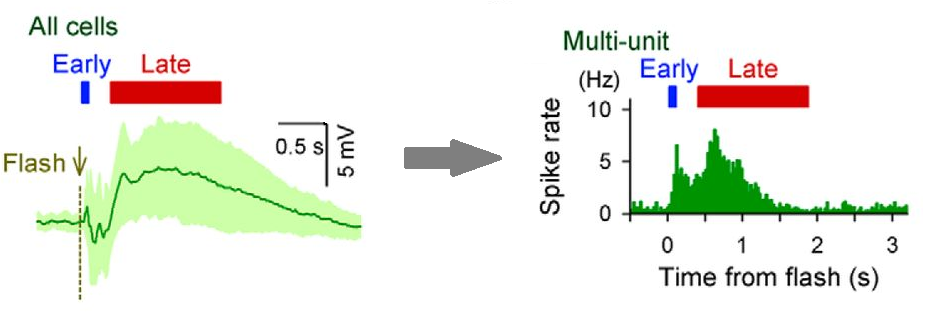 All cells
Early Late
Flash
0.5 s
5 mV
Multi-unit
(Hz) Early Late
Spike rate
10
5
0
0 1 2 3
Time from flash (s)